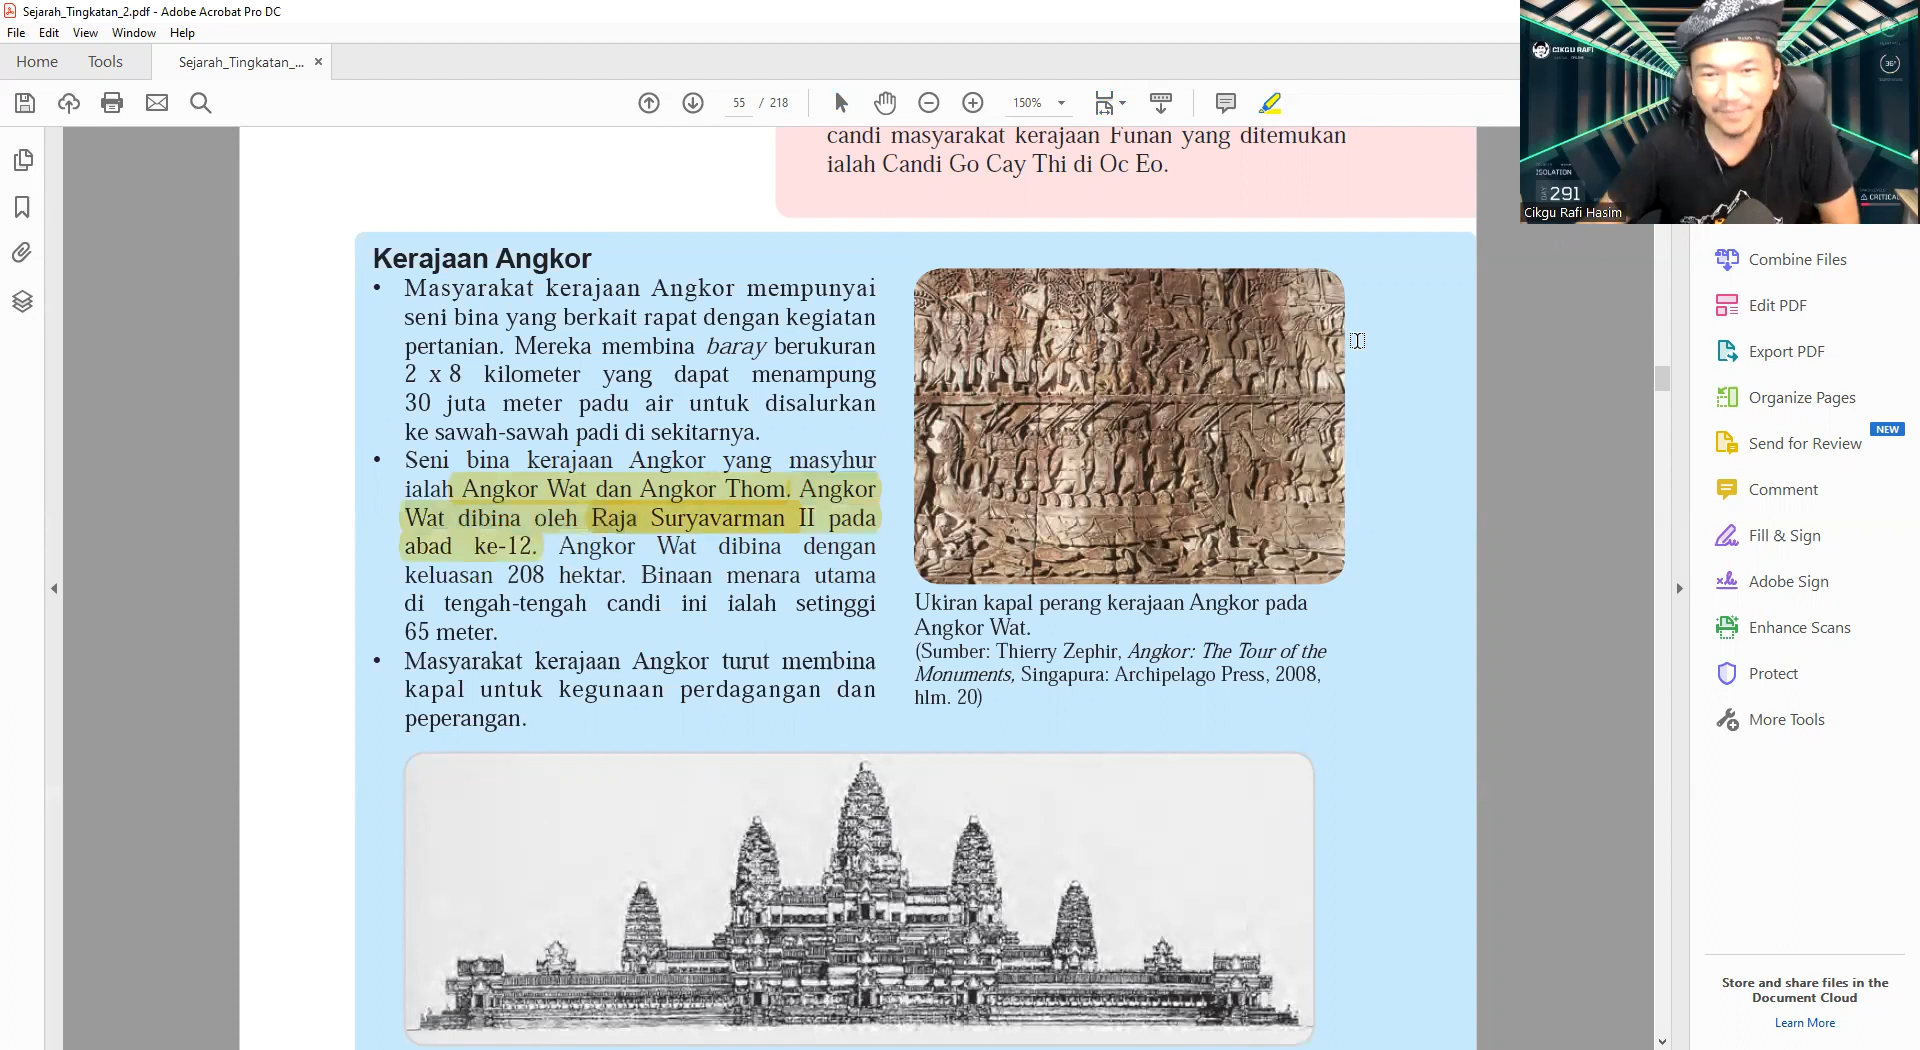 Sejarah_Tingkatan_2.pdf - Adobe Acrobat Pro DC
File Edit View Window Help
Home Tools Sejarah_Tingkatan_... ×
55 / 218 150%
candi masyarakat kerajaan Funan yang ditemukan
ialah Candi Go Cay Thi di Oc Eo.
Kerajaan Angkor
• Masyarakat kerajaan Angkor mempunyai
seni bina yang berkait rapat dengan kegiatan
pertanian. Mereka membina baray berukuran
2 x 8 kilometer yang dapat menampung
30 juta meter padu air untuk disalurkan
ke sawah-sawah padi di sekitarnya.
• Seni bina kerajaan Angkor yang masyhur
ialah Angkor Wat dan Angkor Thom. Angkor
Wat dibina oleh Raja Suryavarman II pada
abad ke-12. Angkor Wat dibina dengan
keluasan 208 hektar. Binaan menara utama
di tengah-tengah candi ini ialah setinggi
65 meter.
• Masyarakat kerajaan Angkor turut membina
kapal untuk kegunaan perdagangan dan
peperangan.
Ukiran kapal perang kerajaan Angkor pada
Angkor Wat.
(Sumber: Thierry Zephir, Angkor: The Tour of the
Monuments, Singapura: Archipelago Press, 2008,
hlm. 20)
CIKGU RAFI
36°
ISOLATION
DAY 291
CRITICAL
Cikgu Rafi Hasim
Combine Files
Edit PDF
Export PDF
Organize Pages
Send for Review NEW
Comment
Fill & Sign
Adobe Sign
Enhance Scans
Protect
More Tools
Store and share files in the
Document Cloud
Learn More